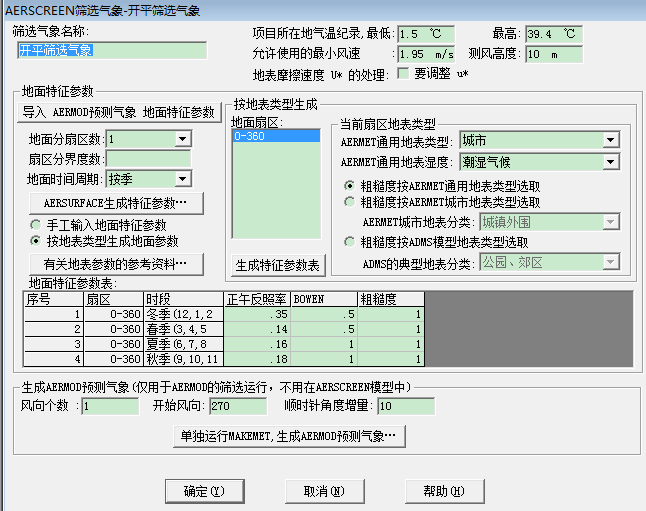 AERSCREEN筛选气象-开平筛选气象
筛选气象名称:
开平筛选气象
项目所在地气温纪录,最低: 1.5 ℃ 最高: 39.4 ℃
允许使用的最小风速 : 1.95 m/s 测风高度: 10 m
地表摩擦速度 U* 的处理: 要调整 u*
地面特征参数
导入 AERMOD预测气象 地面特征参数
地面分扇区数: 1
扇区分界度数:
地面时间周期: 按季
AERSURFACE生成特征参数…
手工输入地面特征参数
按地表类型生成地面参数
有关地表参数的参考资料…
按地表类型生成
地面扇区:
0-360
生成特征参数表
当前扇区地表类型
AERMET通用地表类型: 城市
AERMET通用地表湿度: 潮湿气候
粗糙度按AERMET通用地表类型选取
粗糙度按AERMET城市地表类型选取
AERMET城市地表分类: 城镇外围
粗糙度按ADMS模型地表类型选取
ADMS的典型地表分类: 公园、郊区
地面特征参数表:
序号 扇区 时段 正午反照率 BOWEN 粗糙度
1 0-360 冬季(12,1,2 .35 .5 1
2 0-360 春季(3,4,5 .14 .5 1
3 0-360 夏季(6,7,8 .16 1 1
4 0-360 秋季(9,10,11 .18 1 1
生成AERMOD预测气象(仅用于AERMOD的筛选运行，不用在AERSCREEN模型中)
风向个数 : 1 开始风向: 270 顺时针角度增量: 10
单独运行MAKEMET,生成AERMOD预测气象…
确定(Y) 取消(N) 帮助(H)